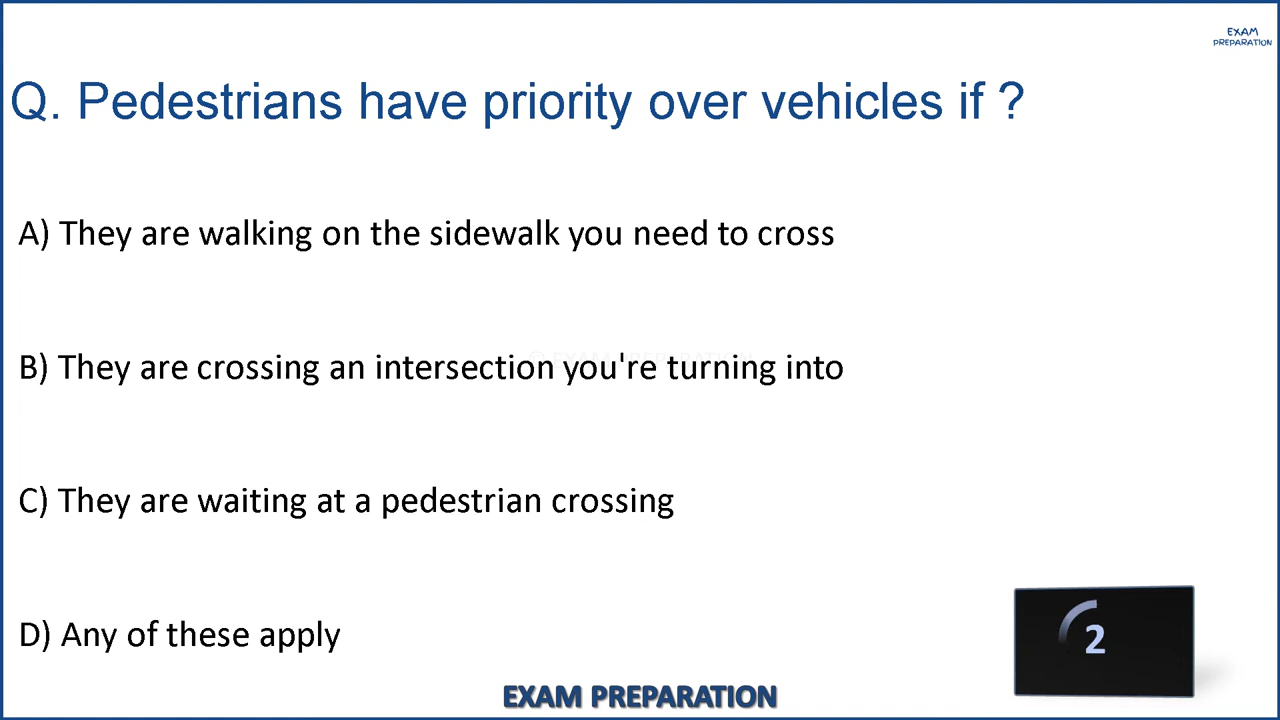 EXAM
PREPARATION
Q. Pedestrians have priority over vehicles if ?
A) They are walking on the sidewalk you need to cross
© EXAM PREPARATION
B) They are crossing an intersection you're turning into
C) They are waiting at a pedestrian crossing
D) Any of these apply
2
EXAM PREPARATION